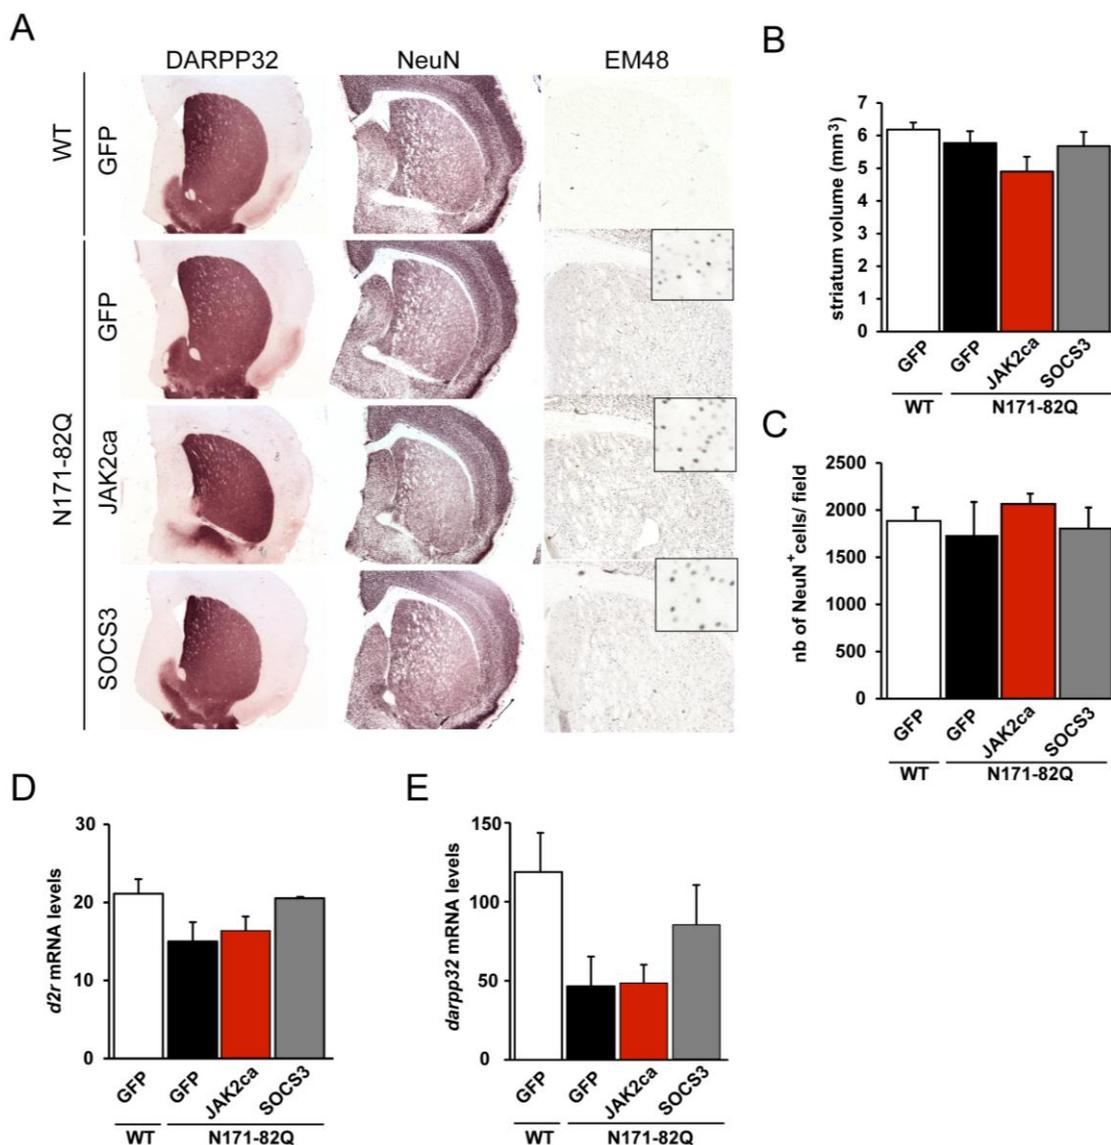 A
DARPP32 NeuN EM48
WT
GFP
N171-82Q
GFP
JAK2ca
SOCS3
B
striatum volume (mm³)
7
6
5
4
3
2
1
0
GFP GFP JAK2ca SOCS3
WT N171-82Q
C
nb of NeuN⁺cells/ field
2500
2000
1500
1000
500
0
GFP GFP JAK2ca SOCS3
WT N171-82Q
D
d2r mRNA levels
30
20
10
0
GFP GFP JAK2ca SOCS3
WT N171-82Q
E
darpp32 mRNA levels
150
100
50
0
GFP GFP JAK2ca SOCS3
WT N171-82Q